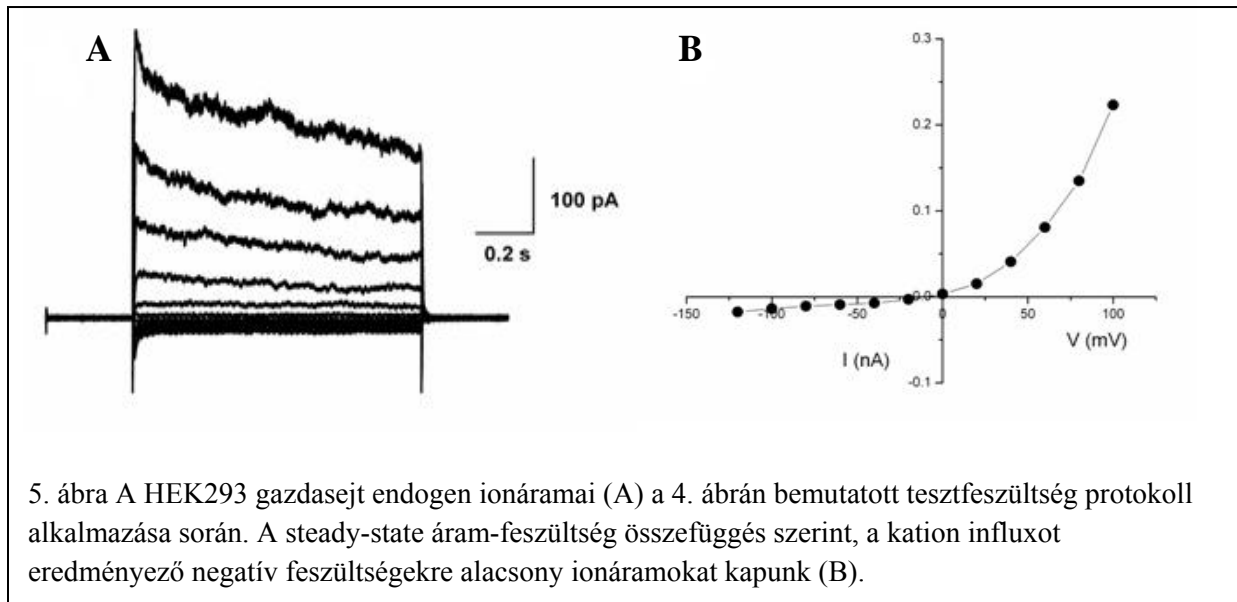 A
100 pA
0.2 s
B
0.3
0.2
0.1
0.0
-0.1
-150
-100
-50
0
50
100
V (mV)
I (nA)
5. ábra A HEK293 gazdasejt endogen ionáramai (A) a 4. ábrán bemutatott tesztfeszültség protokoll
alkalmazása során. A steady-state áram-feszültség összefüggés szerint, a kation influxot
eredményező negatív feszültségekre alacsony ionáramokat kapunk (B).